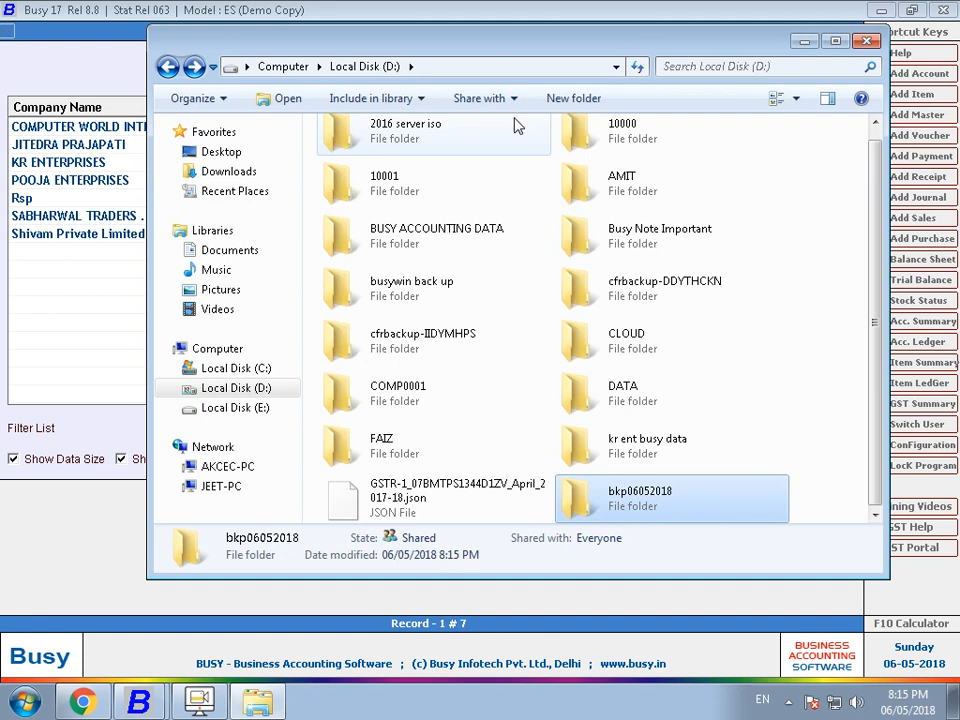 Busy 17 Rel 8.8 | Stat Rel 063 | Model : ES (Demo Copy)
Computer
Local Disk (D:)
Search Local Disk (D:)
Organize
Open
Include in library
Share with
New folder
Company Name
COMPUTER WORLD INTE
JITEDRA PRAJAPATI
KR ENTERPRISES
POOJA ENTERPRISES
Rsp
SABHARWAL TRADERS .
Shivam Private Limited
Filter List
Show Data Size
Sh
Favorites
Desktop
Downloads
Recent Places
Libraries
Documents
Music
Pictures
Videos
Computer
Local Disk (C:)
Local Disk (D:)
Local Disk (E:)
Network
AKCEC-PC
JEET-PC
2016 server iso
File folder
10000
File folder
10001
File folder
AMIT
File folder
BUSY ACCOUNTING DATA
File folder
Busy Note Important
File folder
busywin back up
File folder
cfrbackup-DDYTHCKN
File folder
cfrbackup-IIDYMHPS
File folder
CLOUD
File folder
COMP0001
File folder
DATA
File folder
FAIZ
File folder
kr ent busy data
File folder
GSTR-1_07BMTPS1344D1ZV_April_2
017-18.json
JSON File
bkp06052018
File folder
bkp06052018
File folder
State:
Shared
Date modified: 06/05/2018 8:15 PM
Shared with: Everyone
ortcut Keys
Help
Add Account
Add Item
Add Master
Add Voucher
Add Payment
Add Receipt
Add Journal
Add Sales
Add Purchase
Balance Sheet
Trial Balance
Stock Status
Acc. Summary
Acc. Ledger
Item Summary
Item LedGer
GST Summary
Switch User
ConFiguration
LocK Program
ning Videos
ST Help
ST Portal
Record - 1 # 7
F10 Calculator
Busy
BUSY - Business Accounting Software ; (c) Busy Infotech Pvt. Ltd., Delhi ; www.busy.in
BUSINESS
ACCOUNTING
SOFTWARE
Sunday
06-05-2018
EN
8:15 PM
06/05/2018